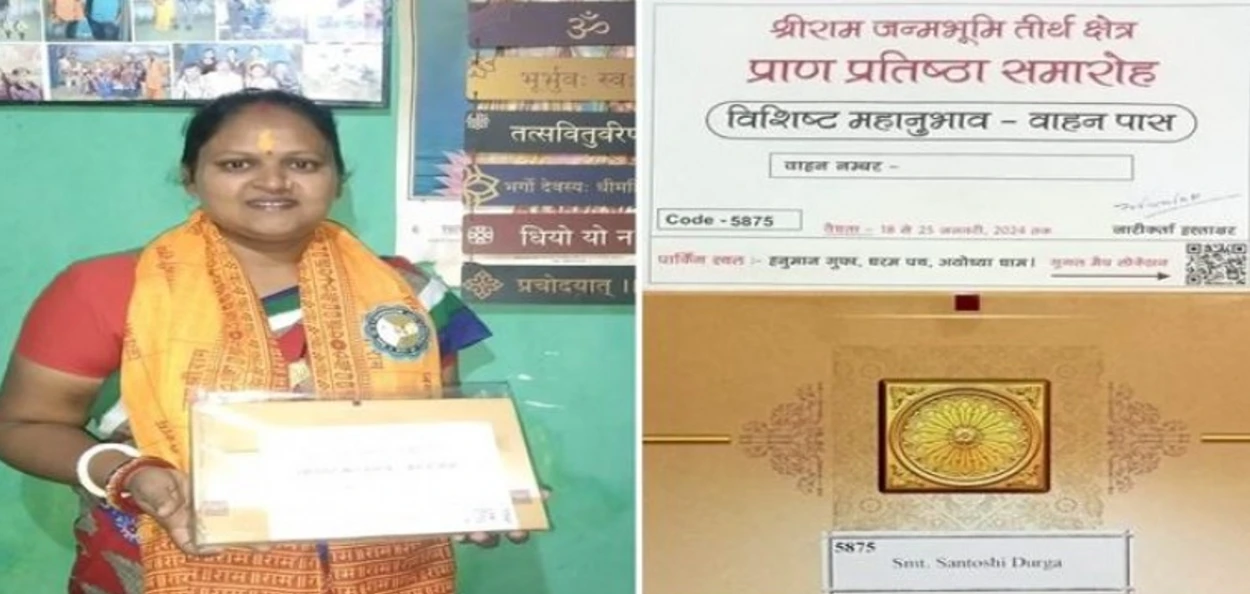 ॐ
भूर्भुवः स्वः
तत्सवितुर्वरे
भर्गो देवस्यः धीमहि
धियो यो न
प्रचोदयात् ।।
श्रीराम जन्मभूमि तीर्थ क्षेत्र
प्राण प्रतिष्ठा समारोह
विशिष्ट महानुभाव - वाहन पास
वाहन नम्बर -
Code - 5875
वैधता - 18 से 25 जनवरी, 2024 तक
जारीकर्ता हस्ताक्षर
पार्किंग स्थल :- हनुमान गुफा, धरम पथ, अयोध्या धाम। गूगल मैप लोकेशन
5875
Smt. Santoshi Durga